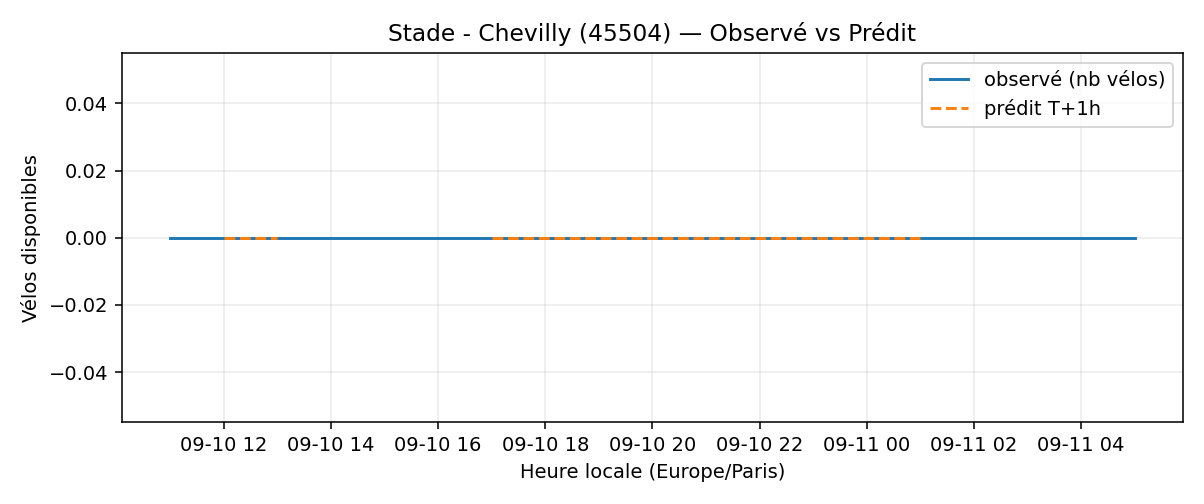 Stade - Chevilly (45504) — Observé vs Prédit
observé (nb vélos)
prédit T+1h
Vélos disponibles
0.04
0.02
0.00
−0.02
−0.04
09-10 12
09-10 14
09-10 16
09-10 18
09-10 20
09-10 22
09-11 00
09-11 02
09-11 04
Heure locale (Europe/Paris)